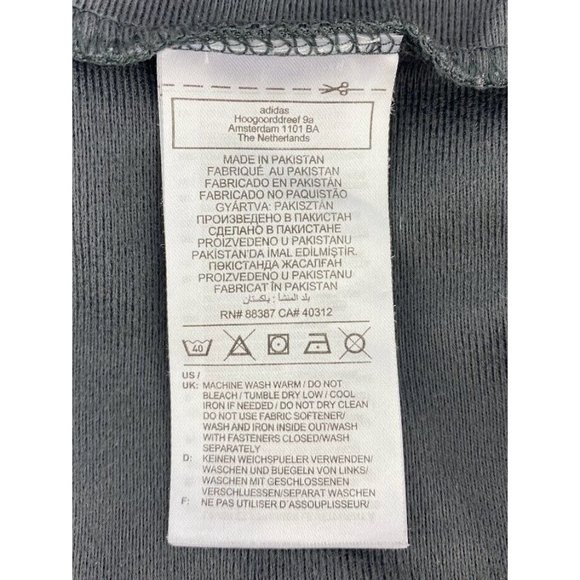 adidas
Hoogoorddreef 9a
Amsterdam 1101 BA
The Netherlands
MADE IN PAKISTAN
FABRIQUÉ AU PAKISTAN
FABRICADO EN PAKISTÁN
FABRICADO NO PAQUISTÃO
GYÁRTVA: PAKISZTÁN
ПРОИЗВЕДЕНО В ПАКИСТАН
СДЕЛАНО В ПАКИСТАНЕ
PROIZVEDENO U PAKISTANU
PAKISTAN'DA İMAL EDİLMİŞTİR.
ПӘКІСТАНДА ЖАСАЛҒАН
PROIZVEDENO U PAKISTANU
FABRICAT ÎN PAKISTAN
بلد المنشأ : باكستان
RN# 88387 CA# 40312
40
US /
UK: MACHINE WASH WARM / DO NOT
BLEACH / TUMBLE DRY LOW / COOL
IRON IF NEEDED / DO NOT DRY CLEAN
DO NOT USE FABRIC SOFTENER/
WASH AND IRON INSIDE OUT/WASH
WITH FASTENERS CLOSED/WASH
SEPARATELY
D: KEINEN WEICHSPUELER VERWENDEN/
WASCHEN UND BUEGELN VON LINKS/
WASCHEN MIT GESCHLOSSENEN
VERSCHLUESSEN/SEPARAT WASCHEN
F: NE PAS UTILISER D'ASSOUPLISSEUR/